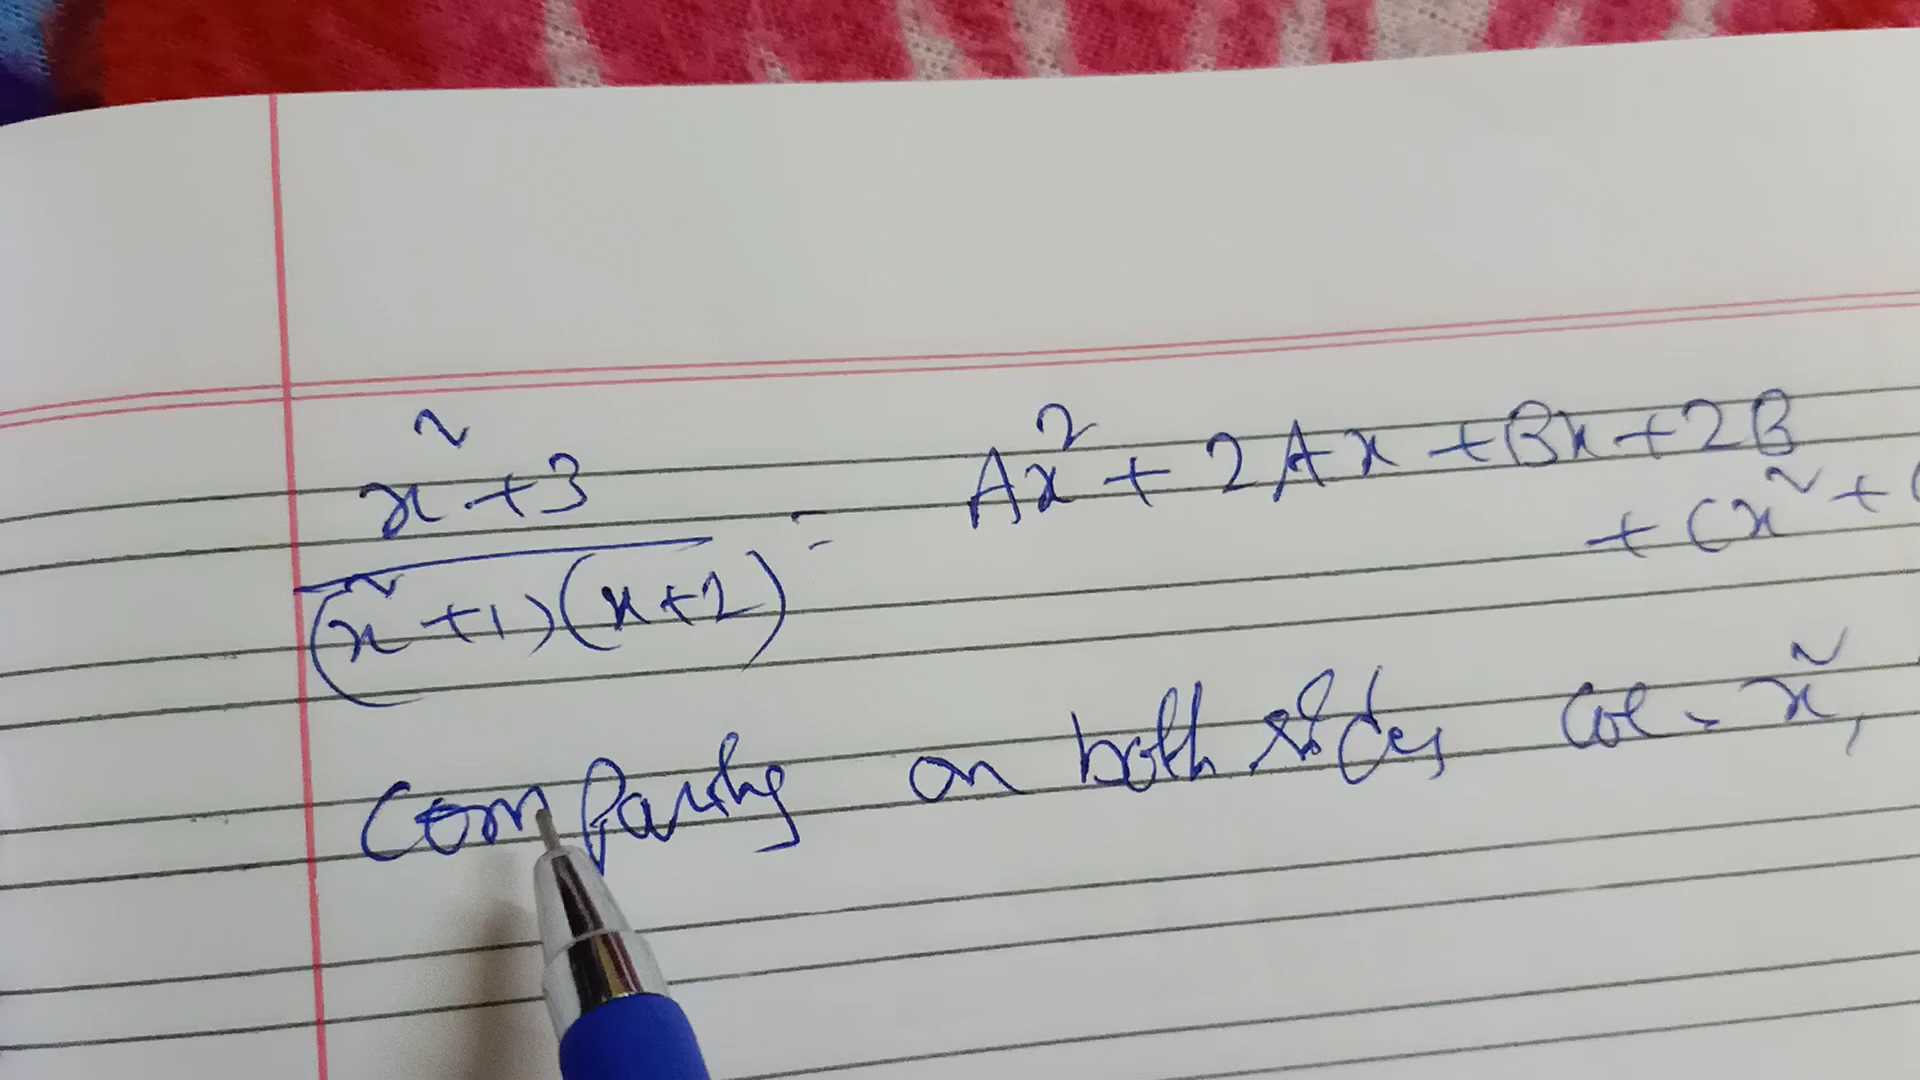 x² + 3
(x² + 1)(x + 2) = Ax² + 2Ax + Bx + 2B
+ Cx² +
Comparing on both sides coe - x²,